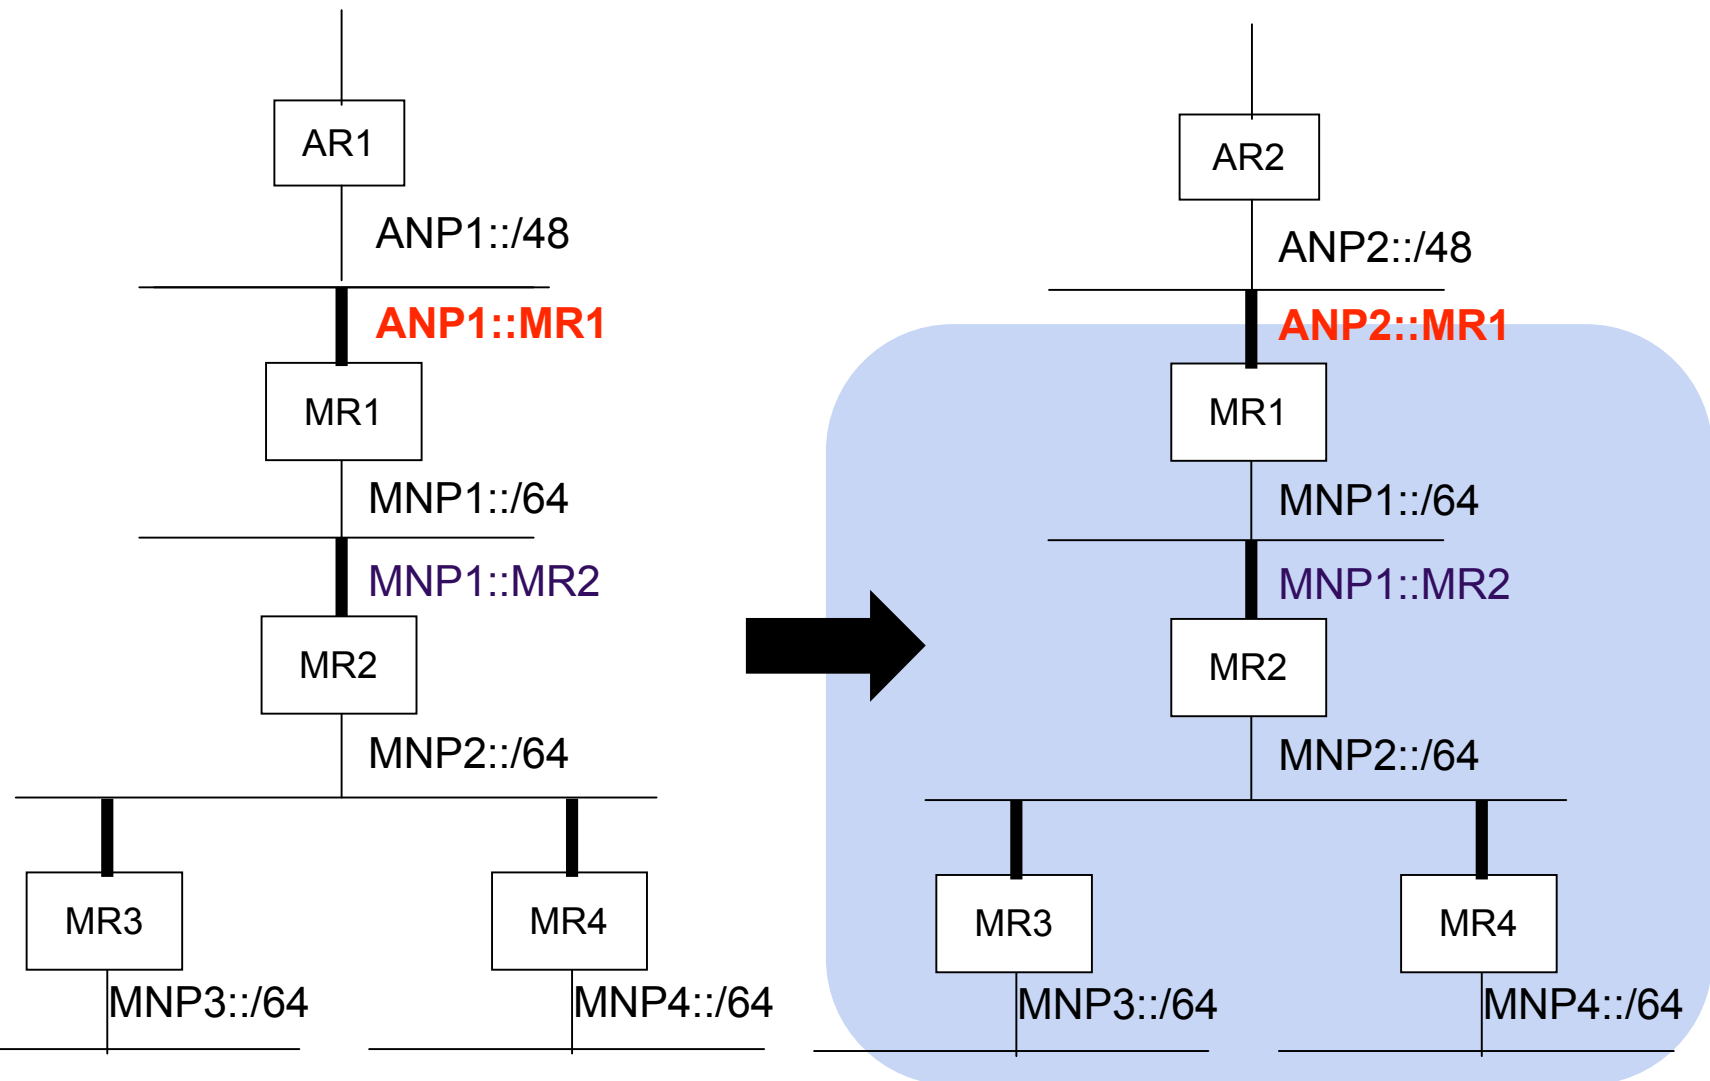 AR1
ANP1::/48
ANP1::MR1
MR1
MNP1::/64
MNP1::MR2
MR2
MNP2::/64
MR3
MR4
MNP3::/64
MNP4::/64
AR2
ANP2::/48
ANP2::MR1
MR1
MNP1::/64
MNP1::MR2
MR2
MNP2::/64
MR3
MR4
MNP3::/64
MNP4::/64